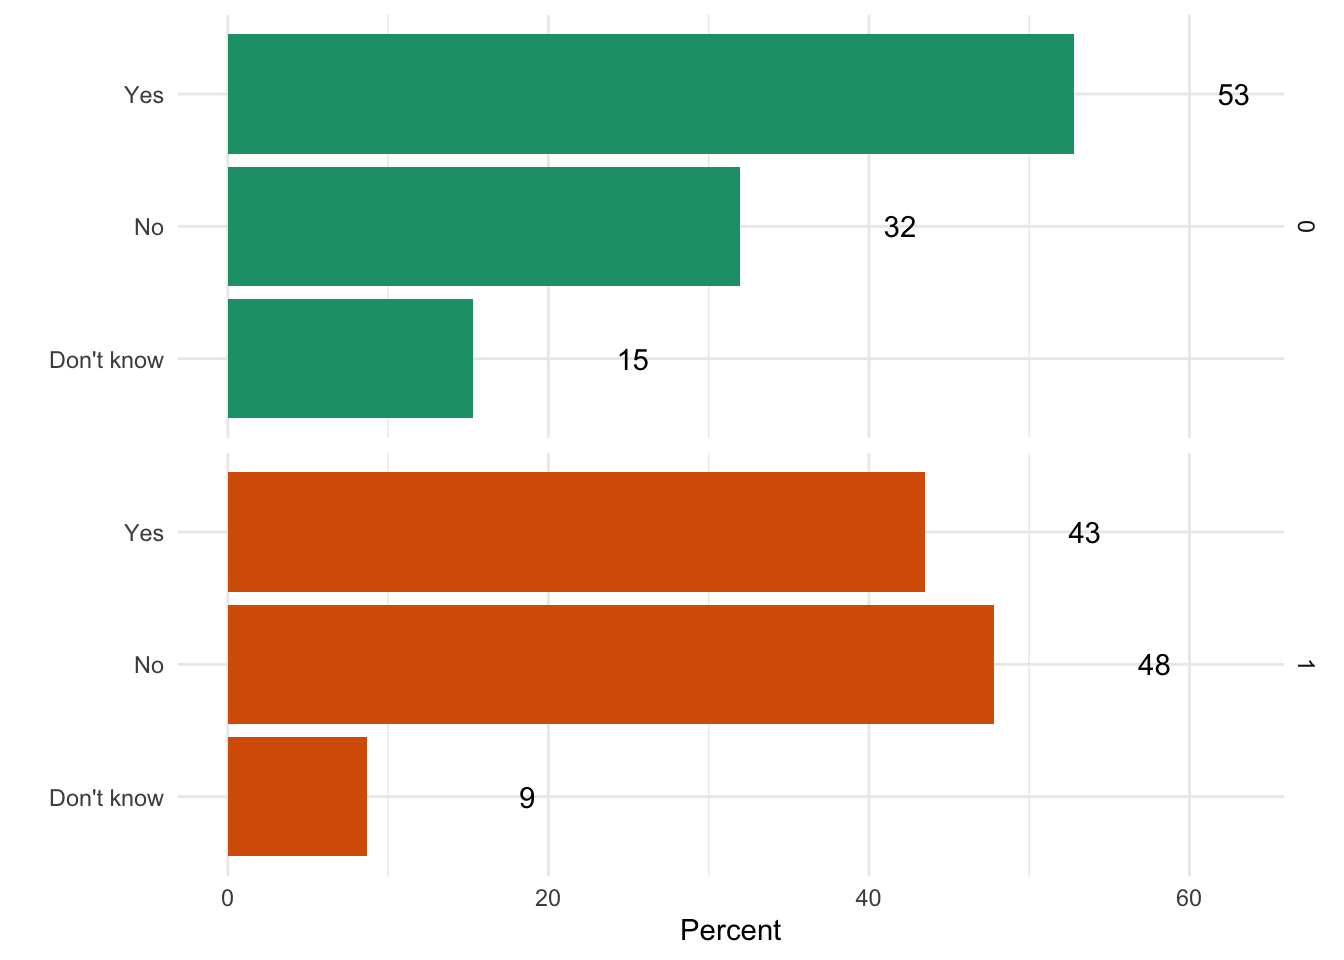 Yes 53
No 32
Don't know 15
0
Yes 43
No 48
Don't know 9
1
0 20 40 60
Percent